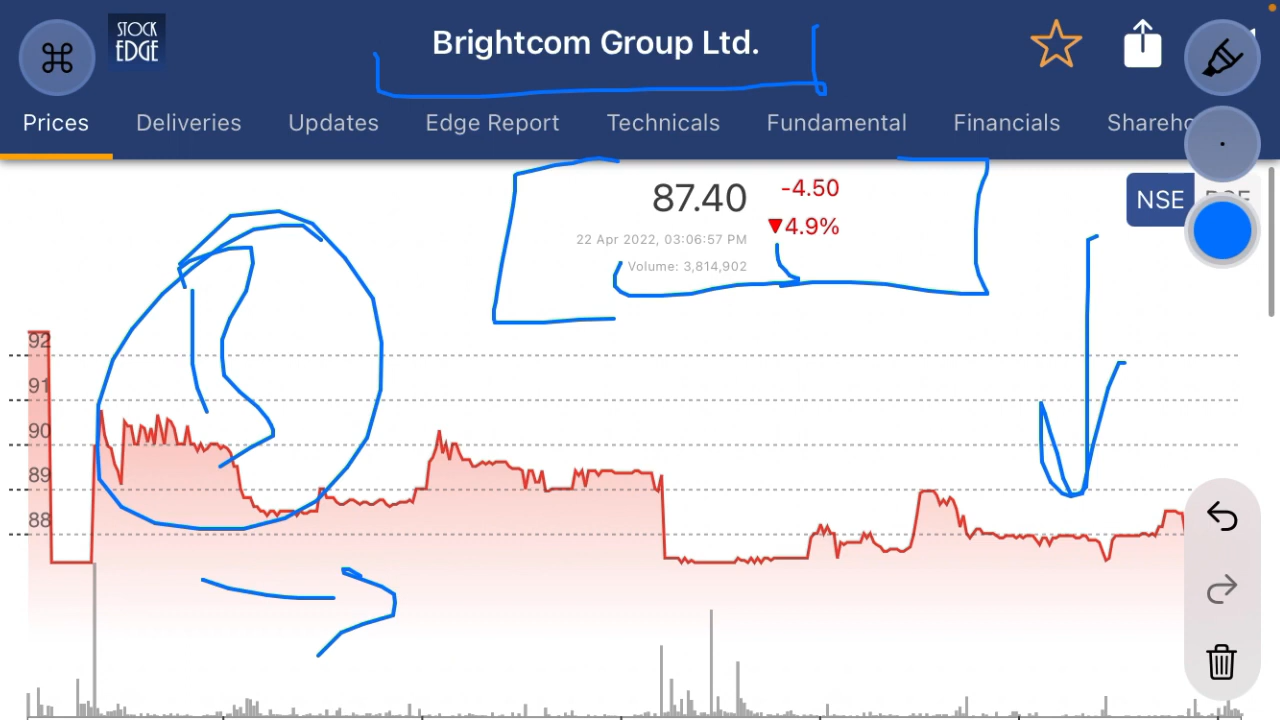 STOCK
EDGE
Brightcom Group Ltd.
Prices Deliveries Updates Edge Report Technicals Fundamental Financials
87.40 -4.50
▼4.9%
22 Apr 2022, 03:06:57 PM
Volume: 3,814,902
NSE
92
91
90
89
88